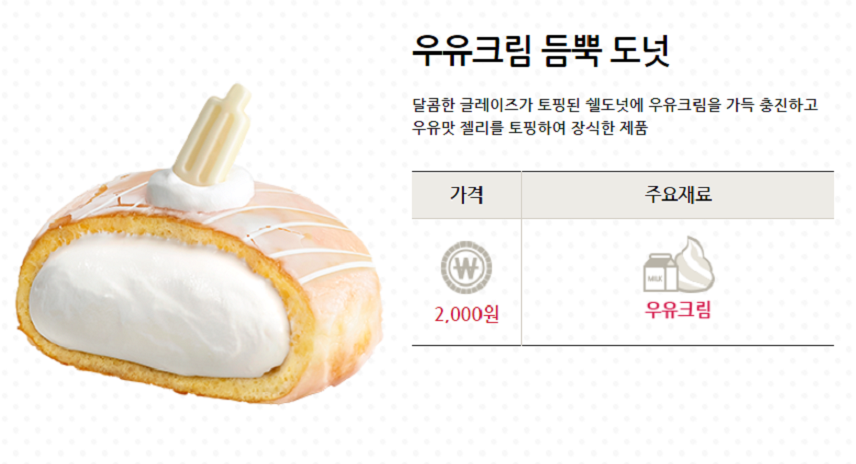 우유크림 듬뿍 도넛
달콤한 글레이즈가 토핑된 쉘도넛에 우유크림을 가득 충진하고
우유맛 젤리를 토핑하여 장식한 제품
가격 주요재료
₩ MILK
2,000원 우유크림